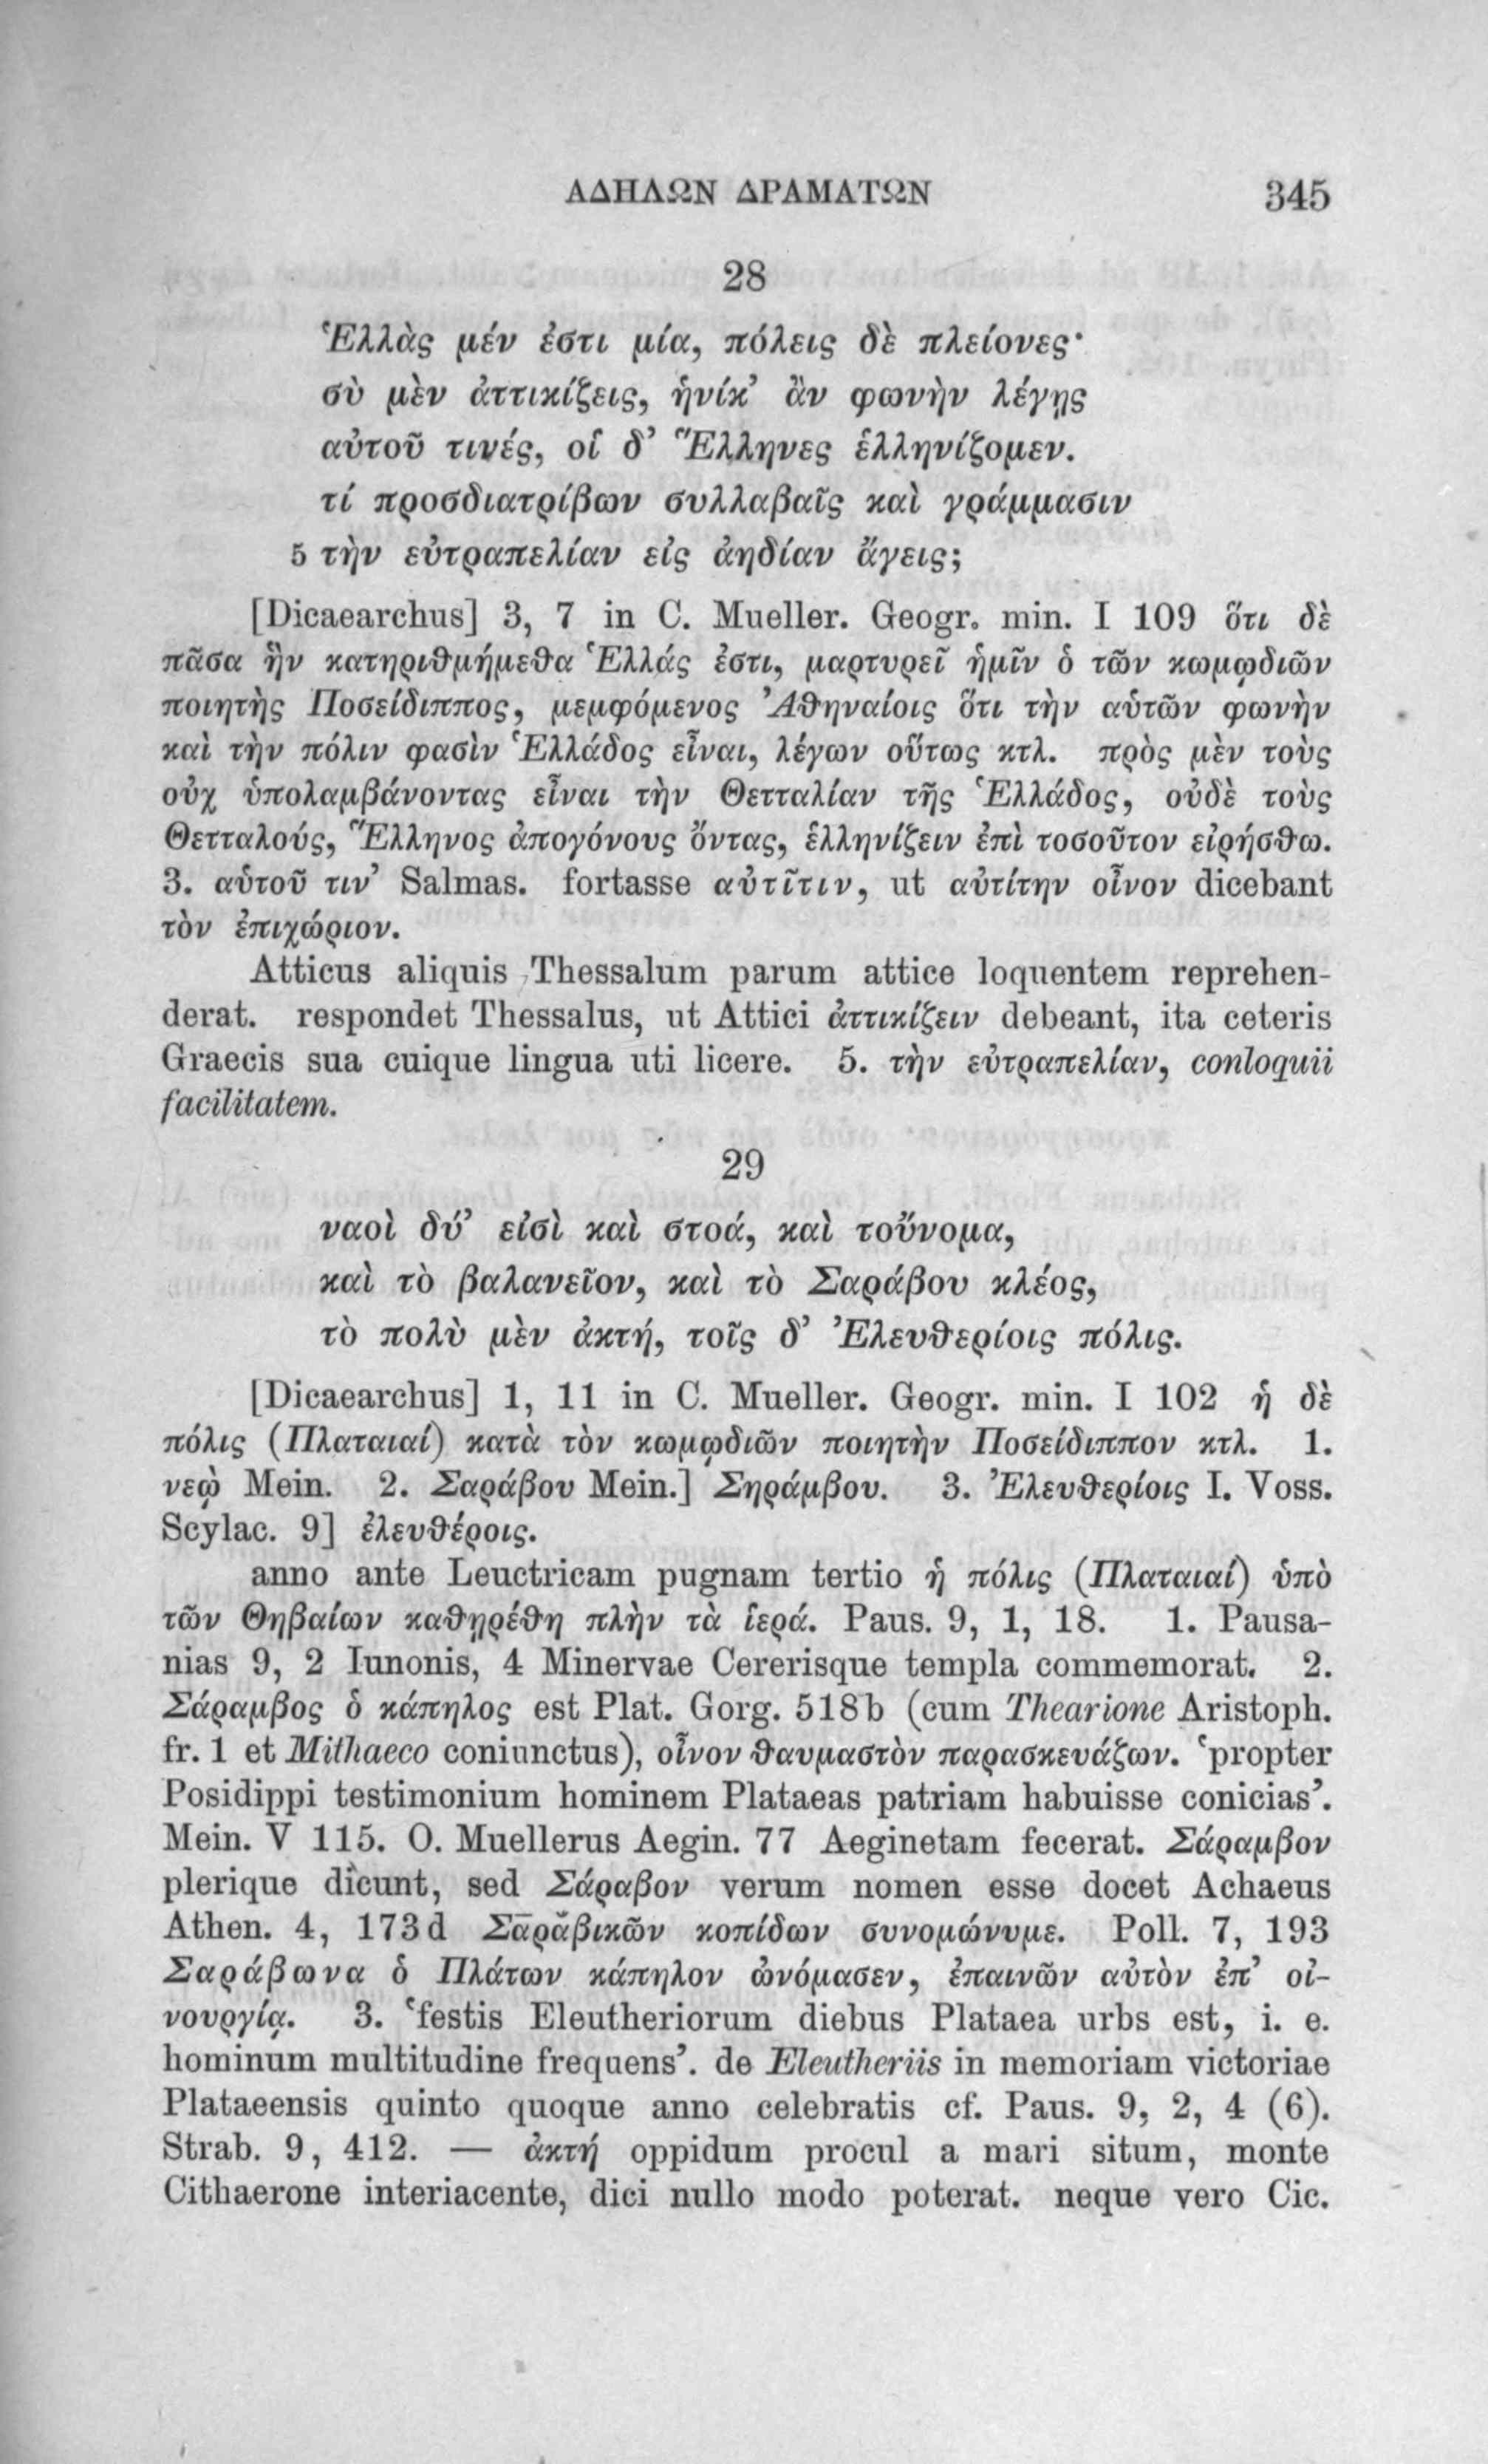 ΑΔΗΛΩΝ ΔΡΑΜΑΤΩΝ 345
28
Ἑλλὰς μέν ἐστι μία, πόλεις δὲ πλείονες·
σὺ μὲν ἀττικίζεις, ἡνίκ’ ἂν φωνὴν λέγῃς
αὑτοῦ τινές, οἱ δ’ Ἕλληνες ἑλληνίζομεν.
τί προσδιατρίβων συλλαβαῖς καὶ γράμμασιν
5 τὴν εὐτραπελίαν εἰς ἀηδίαν ἄγεις;
[Dicaearchus] 3, 7 in C. Mueller. Geogr. min. I 109 ὅτι δὲ
πᾶσα ἣν κατηριθμήμεθα Ἑλλάς ἐστι, μαρτυρεῖ ἡμῖν ὁ τῶν κωμῳδιῶν
ποιητὴς Ποσείδιππος, μεμφόμενος Ἀθηναίοις ὅτι τὴν αὑτῶν φωνὴν
καὶ τὴν πόλιν φασὶν Ἑλλάδος εἶναι, λέγων οὕτως κτλ. πρὸς μὲν τοὺς
οὐχ ὑπολαμβάνοντας εἶναι τὴν Θετταλίαν τῆς Ἑλλάδος, οὐδὲ τοὺς
Θετταλούς, Ἕλληνος ἀπογόνους ὄντας, ἑλληνίζειν ἐπὶ τοσοῦτον εἰρήσθω.
3. αὑτοῦ τιν’ Salmas. fortasse αὐτῖτιν, ut αὐτίτην οἶνον dicebant
τὸν ἐπιχώριον.
Atticus aliquis Thessalum parum attice loquentem reprehen-
derat. respondet Thessalus, ut Attici ἀττικίζειν debeant, ita ceteris
Graecis sua cuique lingua uti licere. 5. τὴν εὐτραπελίαν, conloquii
facilitatem.
29
ναοὶ δύ’ εἰσὶ καὶ στοά, καὶ τοὔνομα,
καὶ τὸ βαλανεῖον, καὶ τὸ Σαράβου κλέος,
τὸ πολὺ μὲν ἀκτή, τοῖς δ’ Ἐλευθερίοις πόλις.
[Dicaearchus] 1, 11 in C. Mueller. Geogr. min. I 102 ἡ δὲ
πόλις (Πλαταιαί) κατὰ τὸν κωμῳδιῶν ποιητὴν Ποσείδιππον κτλ. 1.
νεῴ Mein. 2. Σαράβου Mein.] Σηράμβου. 3. Ἐλευθερίοις I. Voss.
Scylac. 9] ἐλευθέροις.
anno ante Leuctricam pugnam tertio ἡ πόλις (Πλαταιαί) ὑπὸ
τῶν Θηβαίων καθῃρέθη πλὴν τὰ ἱερά. Paus. 9, 1, 18. 1. Pausa-
nias 9, 2 Iunonis, 4 Minervae Cererisque templa commemorat. 2.
Σάραμβος ὁ κάπηλος est Plat. Gorg. 518b (cum Thearione Aristoph.
fr. 1 et Mithaeco coniunctus), οἶνον θαυμαστὸν παρασκευάζων. ‘propter
Posidippi testimonium hominem Plataeas patriam habuisse conicias’.
Mein. V 115. O. Muellerus Aegin. 77 Aeginetam fecerat. Σάραμβον
plerique dicunt, sed Σάραβον verum nomen esse docet Achaeus
Athen. 4, 173d Σᾱρᾰβικῶν κοπίδων συνομώνυμε. Poll. 7, 193
Σαράβωνα ὁ Πλάτων κάπηλον ὠνόμασεν, ἐπαινῶν αὐτὸν ἐπ’ οἰ-
νουργίᾳ. 3. ‘festis Eleutheriorum diebus Plataea urbs est, i. e.
hominum multitudine frequens’. de Eleutheriis in memoriam victoriae
Plataeensis quinto quoque anno celebratis cf. Paus. 9, 2, 4 (6).
Strab. 9, 412. — ἀκτή oppidum procul a mari situm, monte
Cithaerone interiacente, dici nullo modo poterat. neque vero Cic.